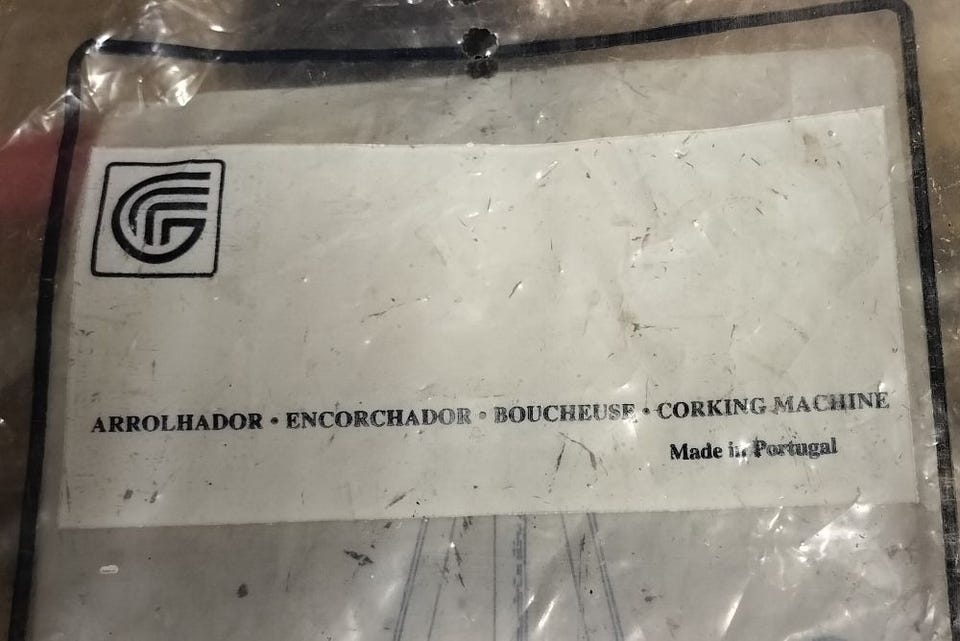 ARROLHADOR • ENCORCHADOR • BOUCHEUSE • CORKING MACHINE
Made in Portugal